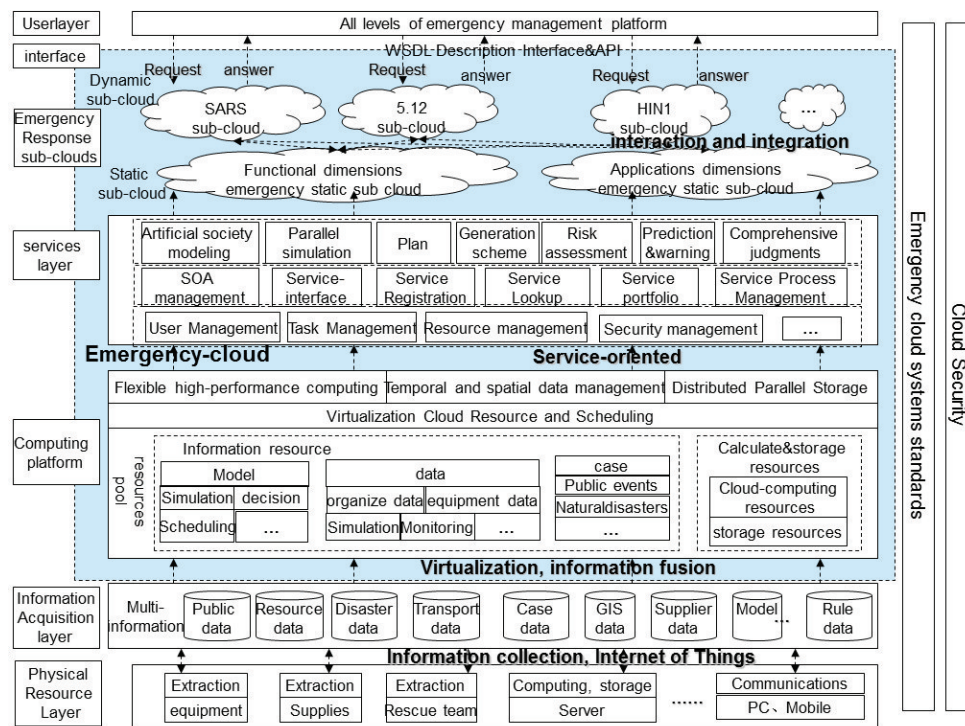 Userlayer
All levels of emergency management platform
interface
WSDL Description Interface&API
Request
answer
Request
answer
Request
answer
Dynamic
sub-cloud
SARS
sub-cloud
5.12
sub-cloud
HIN1
sub-cloud
...
Emergency
Response
sub-clouds
interaction and integration
Static
sub-cloud
Functional dimensions
emergency static sub cloud
Applications dimensions
emergency static sub-cloud
services
layer
Artificial society
modeling
Parallel
simulation
Plan
Generation
scheme
Risk
assessment
Prediction
&warning
Comprehensive
judgments
SOA
management
Service-
interface
Service
Registration
Service
Lookup
Service
portfolio
Service Process
Management
User Management
Task Management
Resource management
Security management
...
Emergency-cloud
Service-oriented
Computing
platform
Flexible high-performance computing
Temporal and spatial data management
Distributed Parallel Storage
Virtualization Cloud Resource and Scheduling
resources
pool
Information resource
Model
Simulation
decision
Scheduling
...
data
organize data
equipment data
Simulation
Monitoring
...
case
Public events
Naturaldisasters
...
Calculate&storage
resources
Cloud-computing
resources
storage resources
Virtualization, information fusion
Information
Acquisition
layer
Multi-
information
Public
data
Resource
data
Disaster
data
Transport
data
Case
data
GIS
data
Supplier
data
Model
data
...
Rule
data
Information collection, Internet of Things
Physical
Resource
Layer
Extraction
equipment
Extraction
Supplies
Extraction
Rescue team
Computing, storage
Server
......
Communications
PC、Mobile
Emergency cloud systems standards
Cloud Security